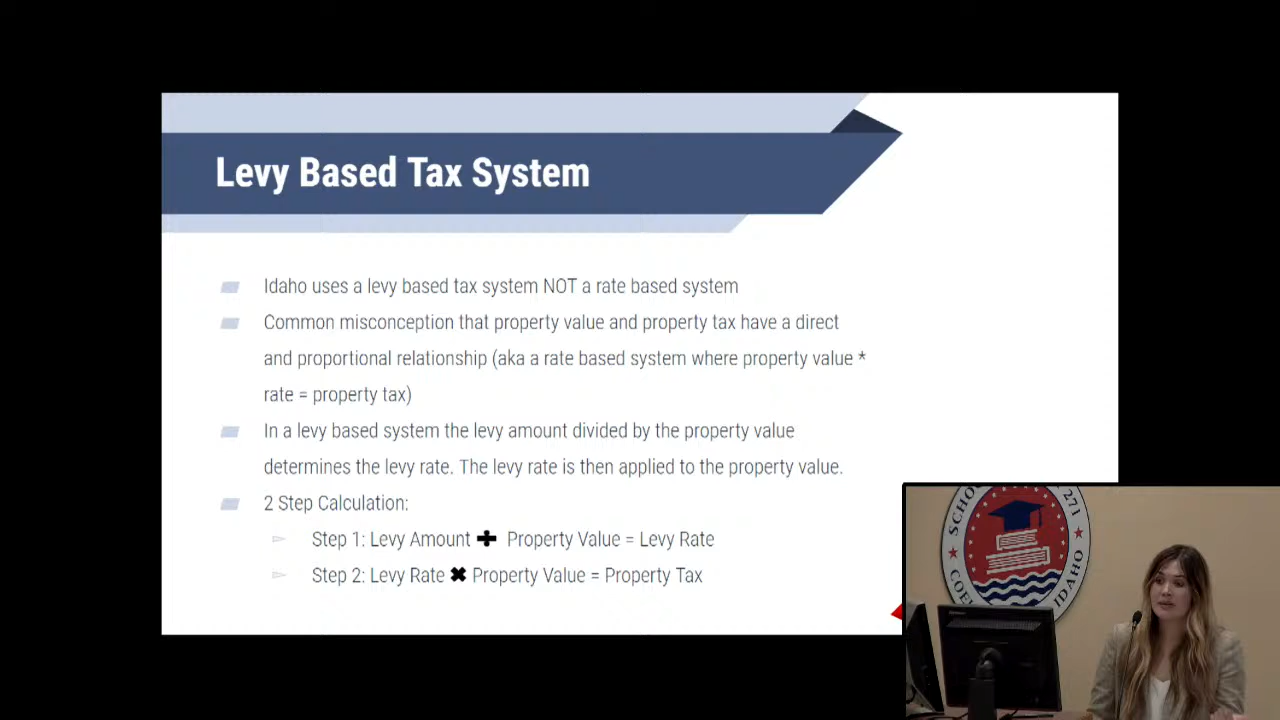 Levy Based Tax System
Idaho uses a levy based tax system NOT a rate based system
Common misconception that property value and property tax have a direct
and proportional relationship (aka a rate based system where property value *
rate = property tax)
In a levy based system the levy amount divided by the property value
determines the levy rate. The levy rate is then applied to the property value.
2 Step Calculation:
Step 1: Levy Amount ➕ Property Value = Levy Rate
Step 2: Levy Rate ✖ Property Value = Property Tax
SCHOO
271
IDAHO